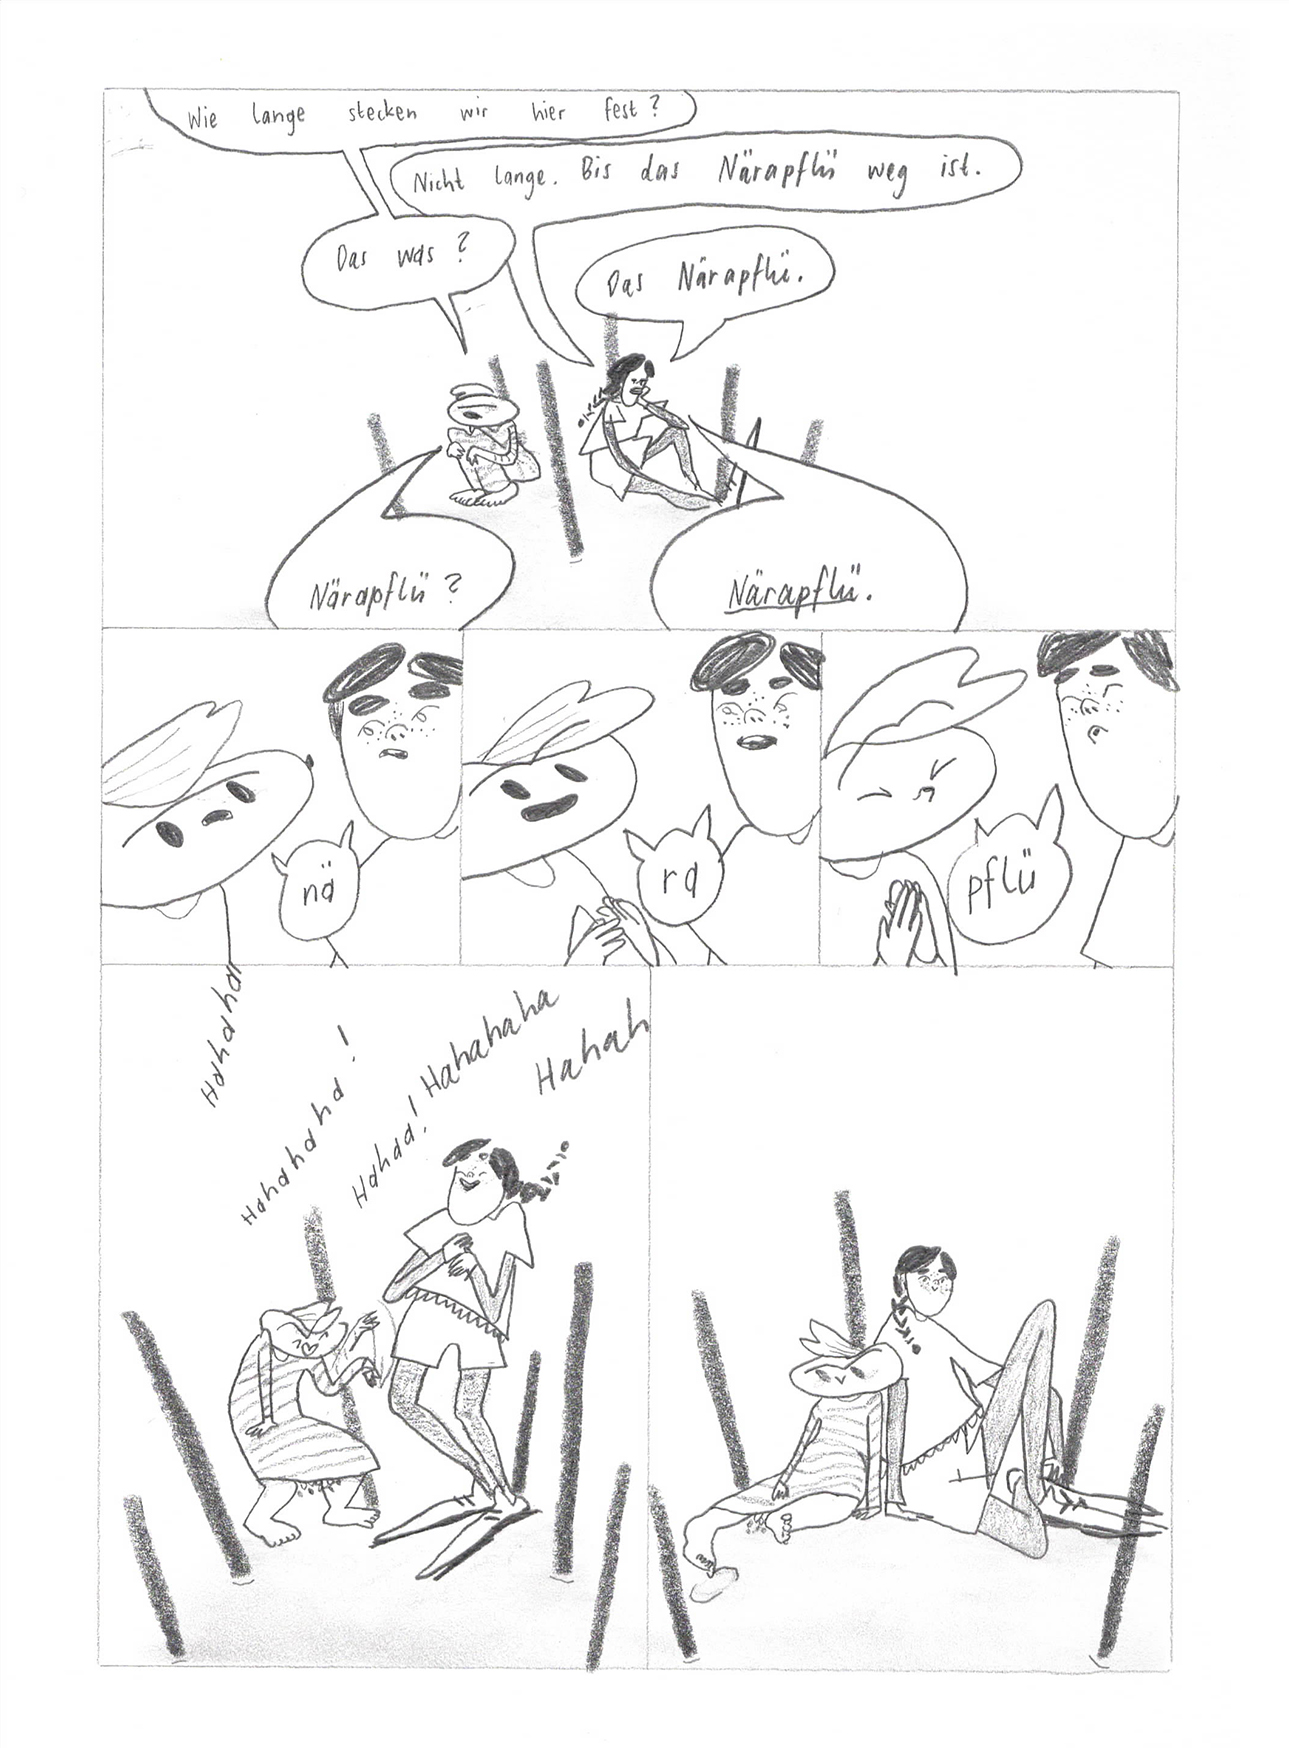 Wie lange stecken wir hier fest?
Nicht lange. Bis das Närapflü weg ist.
Das was?
Das Närapflü.
Närapflü?
Närapflü.
nä
ra
pflü
Hahaha
Hahahaha!
Hahaa!
Hahahaha
Hahah